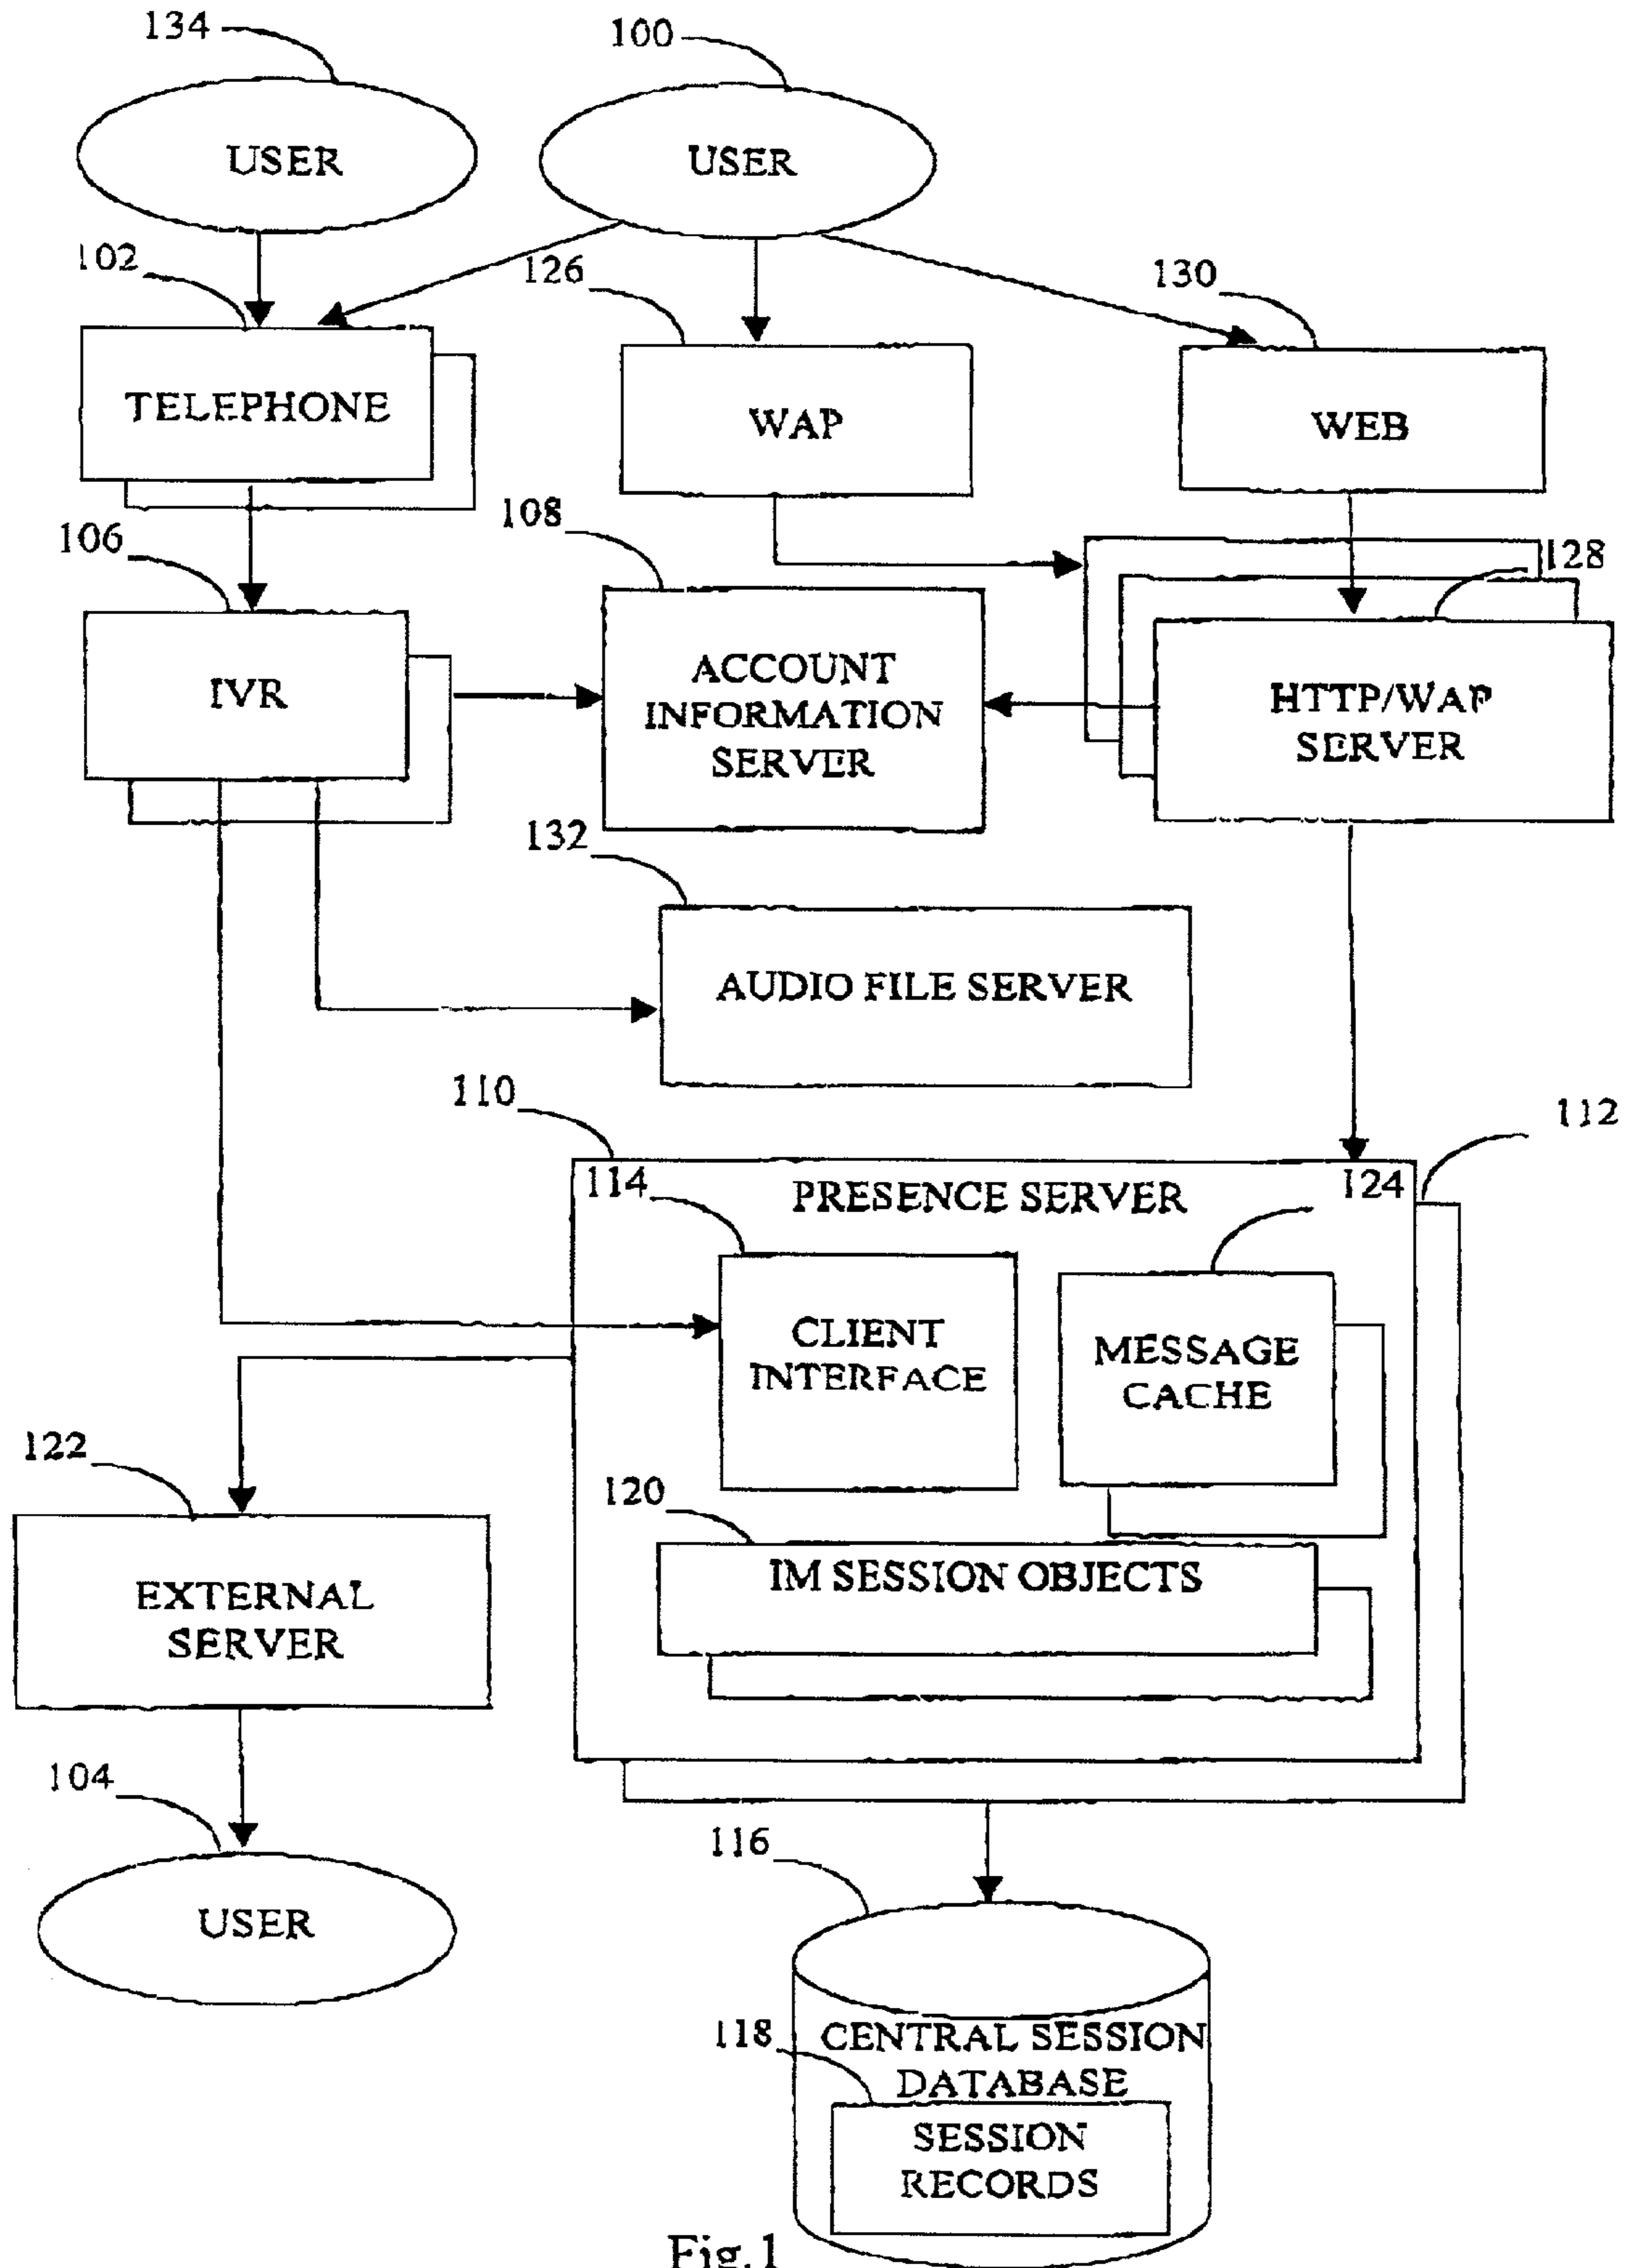 134
100
USER
USER
102
126
130
TELEPHONE
WAP
WEB
106
108
128
IVR
ACCOUNT
INFORMATION
SERVER
HTTP/WAP
SERVER
132
AUDIO FILE SERVER
110
112
114
PRESENCE SERVER
124
CLIENT
INTERFACE
MESSAGE
CACHE
122
120
IM SESSION OBJECTS
EXTERNAL
SERVER
104
116
USER
118
CENTRAL SESSION
DATABASE
SESSION
RECORDS
Fig.1